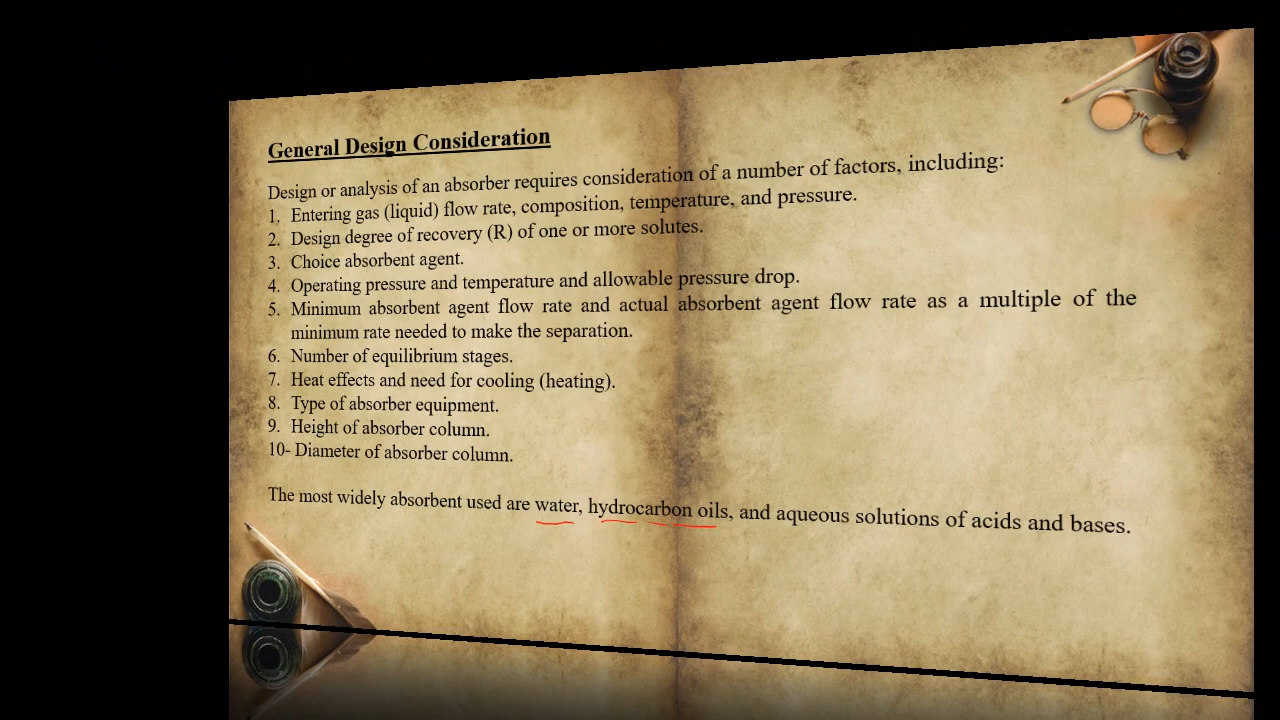 General Design Consideration
Design or analysis of an absorber requires consideration of a number of factors, including:
1. Entering gas (liquid) flow rate, composition, temperature, and pressure.
2. Design degree of recovery (R) of one or more solutes.
3. Choice absorbent agent.
4. Operating pressure and temperature and allowable pressure drop.
5. Minimum absorbent agent flow rate and actual absorbent agent flow rate as a multiple of the
minimum rate needed to make the separation.
6. Number of equilibrium stages.
7. Heat effects and need for cooling (heating).
8. Type of absorber equipment.
9. Height of absorber column.
10- Diameter of absorber column.
The most widely absorbent used are water, hydrocarbon oils, and aqueous solutions of acids and bases.